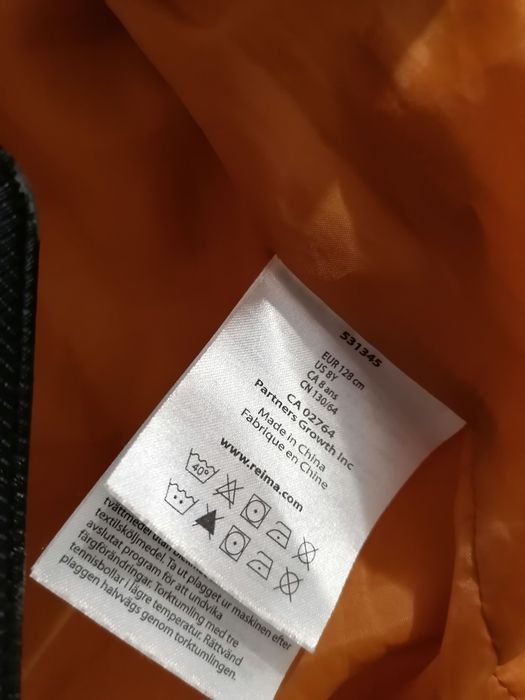 531345
EUR 128 cm
US 8Y
CA 8 ans
CN 130/64
CA 02764
Partners Growth Inc
Made in China
Fabrique en Chine
www.reima.com
40°
textilsköljmedel. Ta ut plagget ur maskinen efter
avslutat program för att undvika
färgförändringar. Torktumling med tre
tennisbollar i lägre temperatur. Rättvänd
plaggen halvvägs genom torktumlingen.